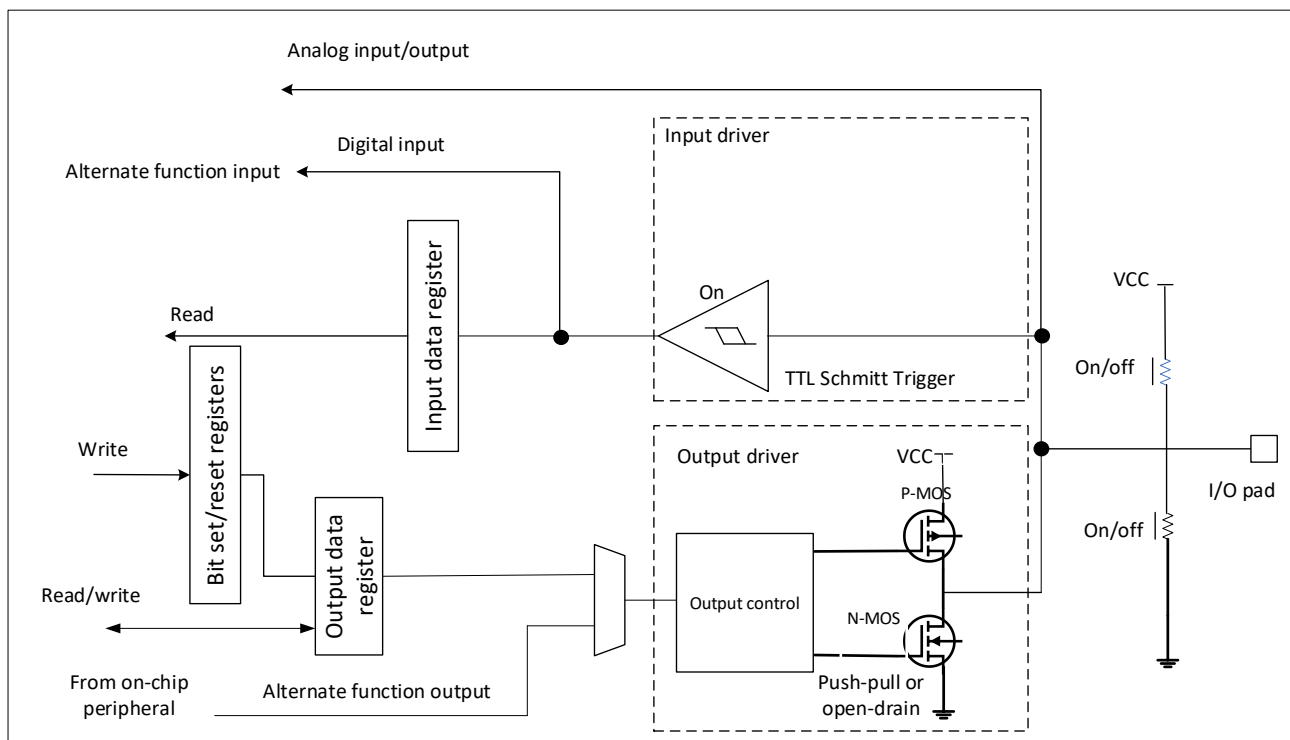 Analog input/output
Digital input
Alternate function input
Input driver
On
TTL Schmitt Trigger
Input data register
Read
VCC
On/off
Bit set/reset registers
Write
Output driver
VCC
P-MOS
I/O pad
On/off
Output data
register
Output control
N-MOS
Read/write
Push-pull or
open-drain
From on-chip
peripheral
Alternate function output